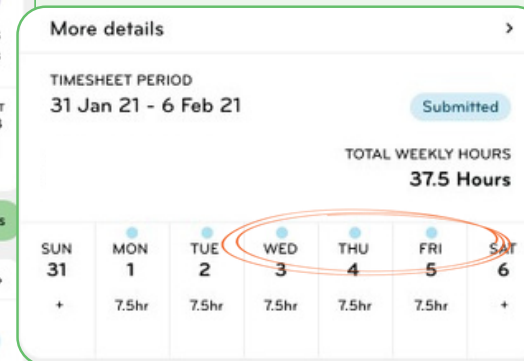 More details >
TIMESHEET PERIOD
31 Jan 21 - 6 Feb 21
Submitted
TOTAL WEEKLY HOURS
37.5 Hours
SUN MON TUE WED THU FRI SAT
31 1 2 3 4 5 6
+ 7.5hr 7.5hr 7.5hr 7.5hr 7.5hr +